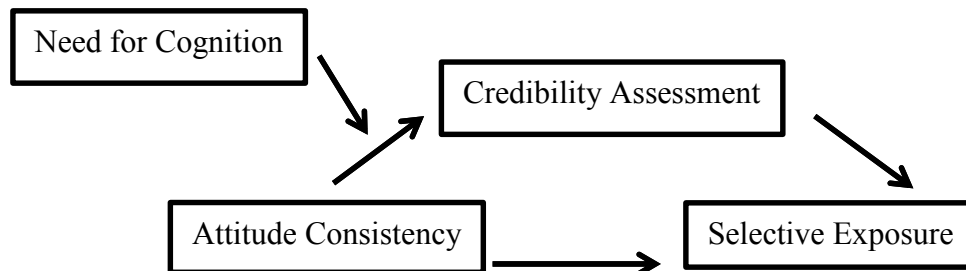 Need for Cognition
Credibility Assessment
Attitude Consistency
Selective Exposure